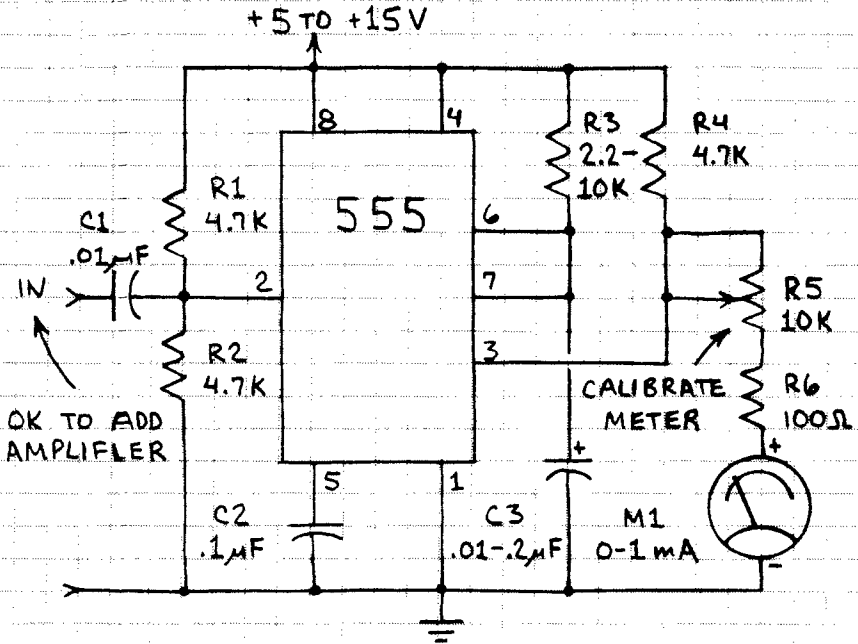 +5 TO +15V
8
4
R1
4.7K
555
R3
2.2-
10K
R4
4.7K
C1
.01µF
6
IN
2
7
R5
10K
R2
4.7K
3
CALIBRATE
METER
R6
100Ω
OK TO ADD
AMPLIFLER
+
+
5
1
C2
.1µF
C3
.01-.2µF
M1
0-1mA
-